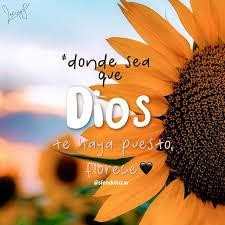 "donde sea
que
Dios
te haya puesto,
florece.🖤